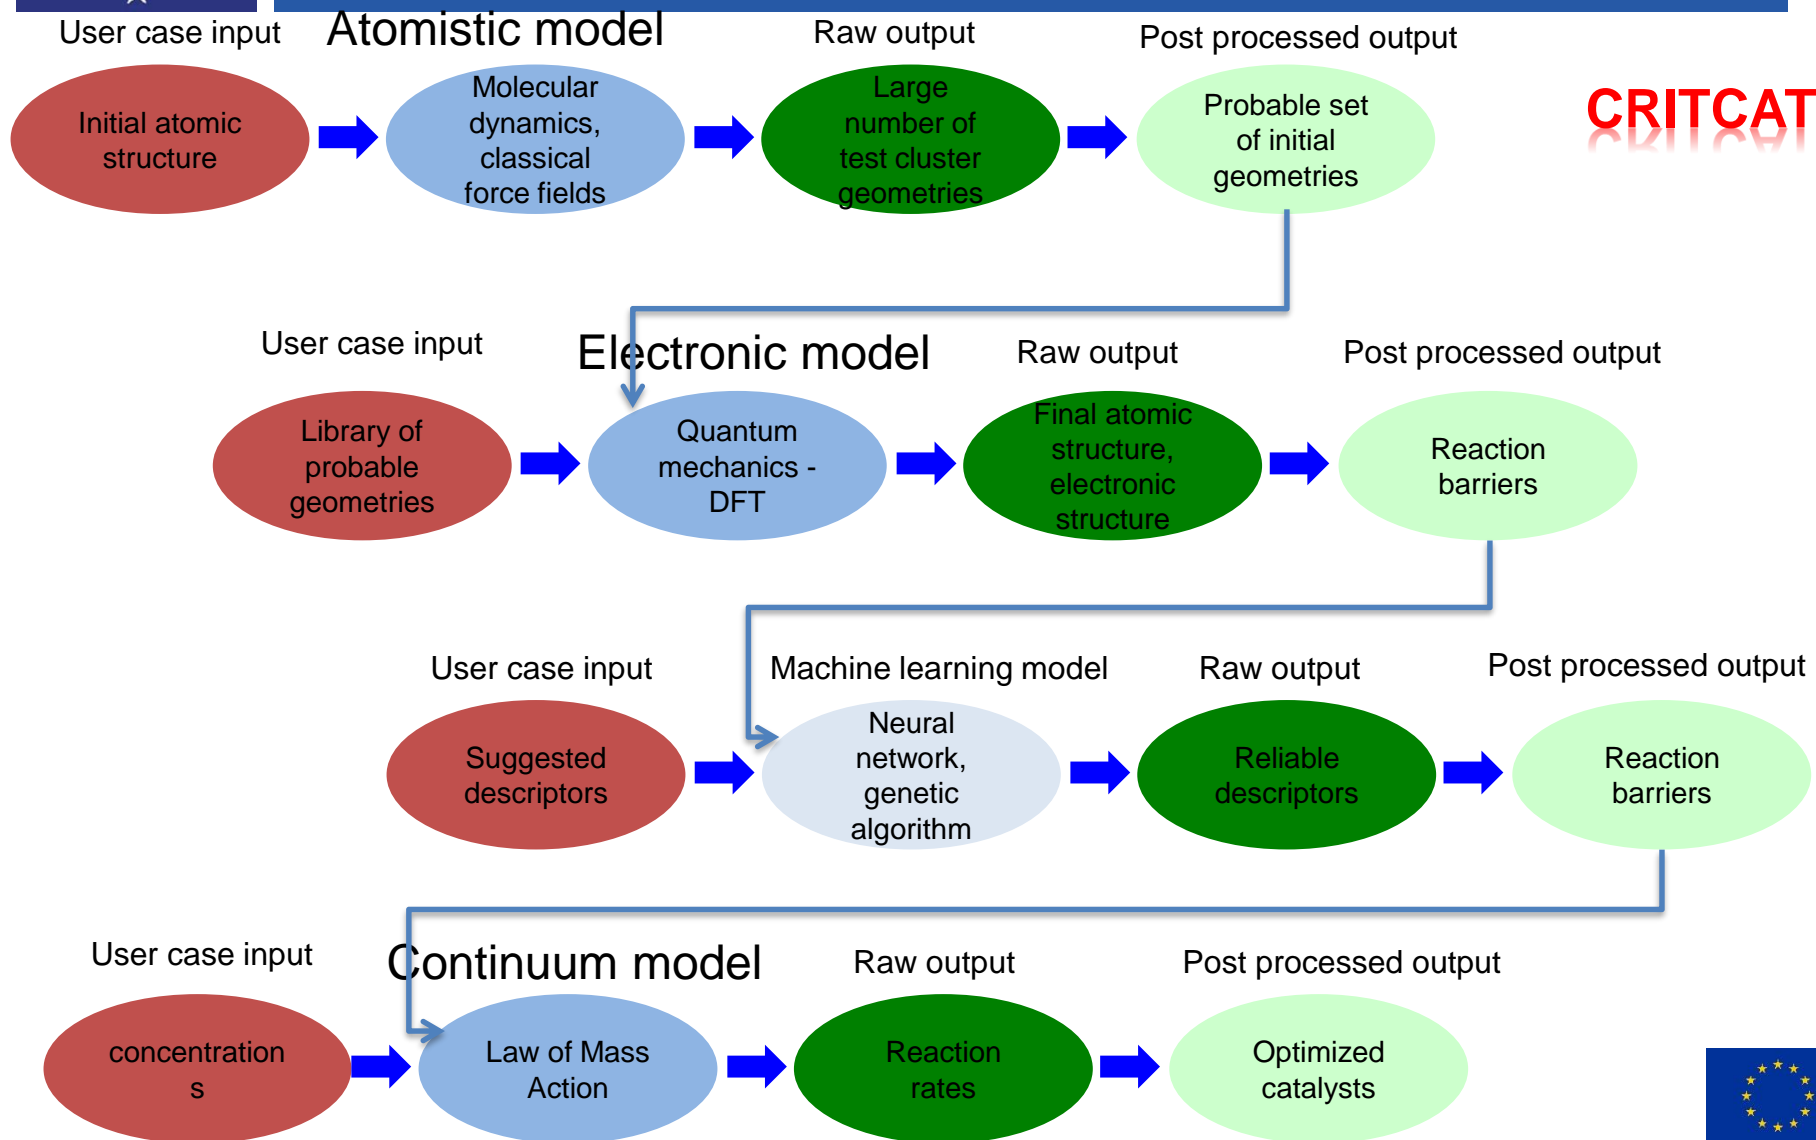 User case input
Atomistic model
Raw output
Post processed output
Initial atomic
structure
Molecular
dynamics,
classical
force fields
Large
number of
test cluster
geometries
Probable set
of initial
geometries
CRITCAT
User case input
Electronic model
Raw output
Post processed output
Library of
probable
geometries
Quantum
mechanics -
DFT
Final atomic
structure,
electronic
structure
Reaction
barriers
User case input
Machine learning model
Raw output
Post processed output
Suggested
descriptors
Neural
network,
genetic
algorithm
Reliable
descriptors
Reaction
barriers
User case input
Continuum model
Raw output
Post processed output
concentration
s
Law of Mass
Action
Reaction
rates
Optimized
catalysts